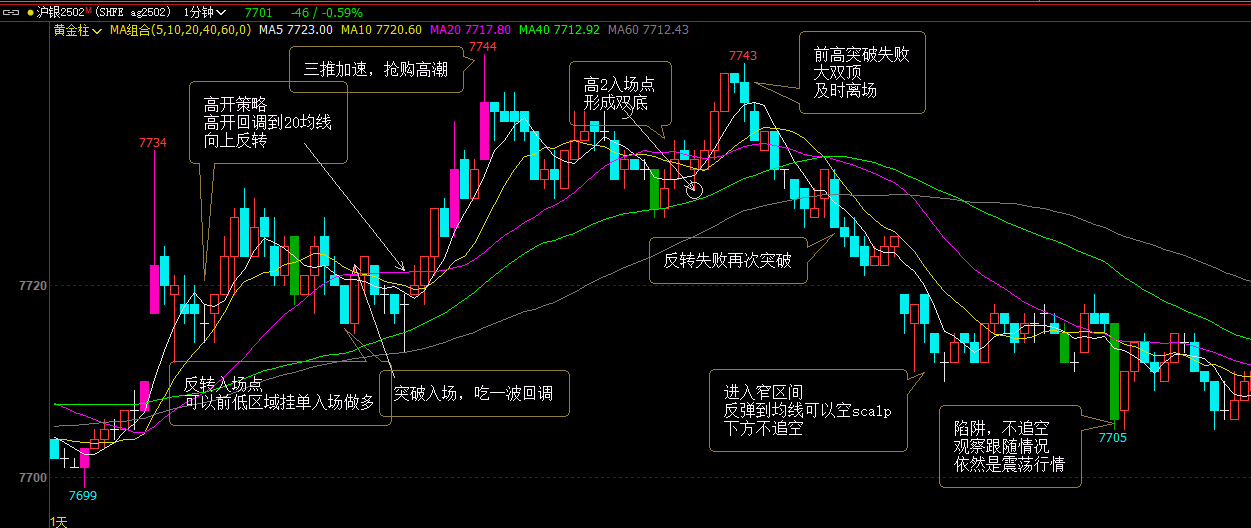 沪银2502M (SHFE ag2502) 1分钟 7701 -46 / -0.59%
黄金柱 MA组合(5,10,20,40,60,0) MA5 7723.00 MA10 7720.60 MA20 7717.80 MA40 7712.92 MA60 7712.43
7744
三推加速，抢购高潮
7743
前高突破失败
大双顶
及时离场
高2入场点
形成双底
高开策略
高开回调到20均线
向上反转
7734
反转失败再次突破
7720
反转入场点
可以前低区域挂单入场做多
突破入场，吃一波回调
进入窄区间
反弹到均线可以空scalp
下方不追空
陷阱，不追空
观察跟随情况
依然是震荡行情
7705
7700
7699
1天